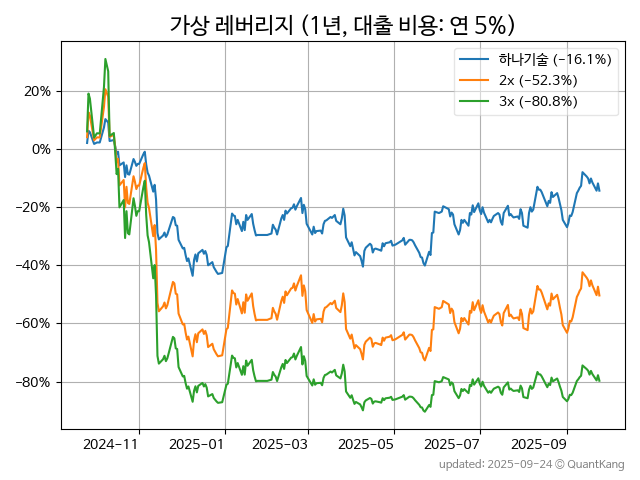 가상 레버리지 (1년, 대출 비용: 연 5%)
하나기술 (−16.1%)
2x (−52.3%)
3x (−80.8%)
20%
0%
−20%
−40%
−60%
−80%
2024-11
2025-01
2025-03
2025-05
2025-07
2025-09
updated: 2025-09-24 © QuantKang